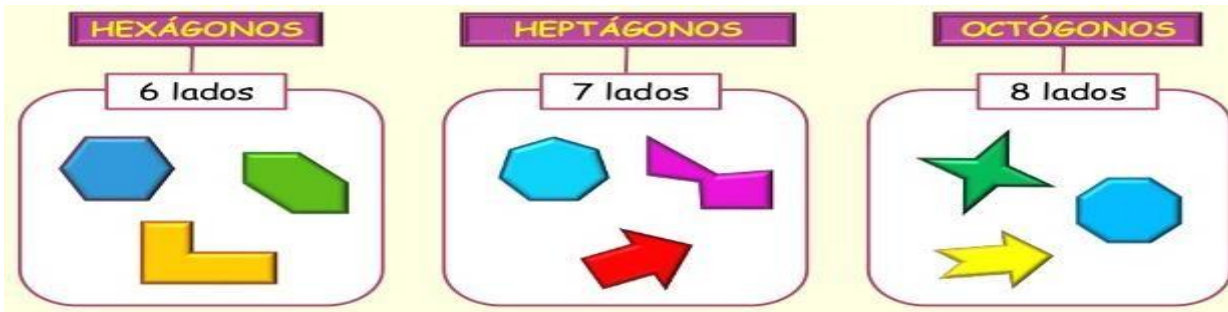 HEXÁGONOS
6 lados
HEPTÁGONOS
7 lados
OCTÓGONOS
8 lados